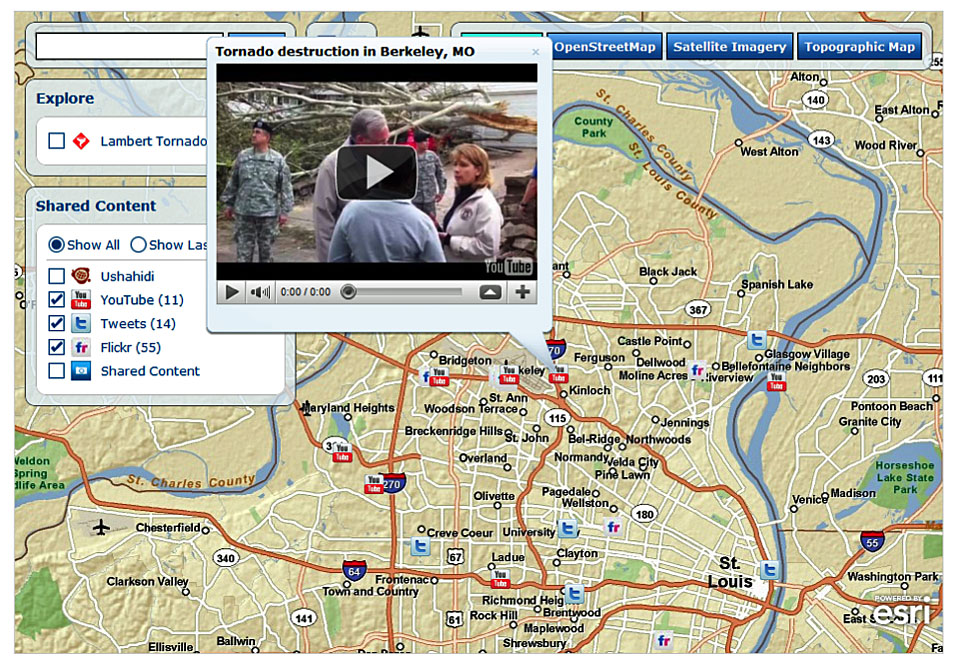 Tornado destruction in Berkeley, MO
×
OpenStreetMap
Satellite Imagery
Topographic Map
Explore
Lambert Tornado
Shared Content
Show All
Show Las
Ushahidi
YouTube (11)
Tweets (14)
Flickr (55)
Shared Content
YouTube
0:00 / 0:00
255
Alton
140
East Alton
County
Park
St. Charles County
St. Louis County
143
Wood River
West Alton
Black Jack
Spanish Lake
367
Castle Point
Glasgow Village
Bridgeton
keley
70
Ferguson
Dellwood
Bellefontaine Neighbors
Moline Acres
Riverview
203
111
Kinloch
St. Ann
Pontoon Beach
Maryland Heights
Woodson Terrace
115
Jennings
Granite City
Breckenridge Hills
St. John
Bel-Ridge
Northwoods
Overland
Normandy
Velda City
Pine Lawn
Weldon
Spring
dlife Area
St. Charles County
270
Horseshoe
Lake State
Park
Olivette
Pagedale
Wellston
Venice
Madison
180
Chesterfield
Creve Coeur
University
55
67
Ladue
Clayton
340
64
St.
Louis
Frontenac
Town and Country
Washington Park
Clarkson Valley
Richmond Heig
Brentwood
141
61
Rock Hill
Maplewood
East S
Shrewsbury
Ballwin
Ellisville
Fa
POWERED BY
esri